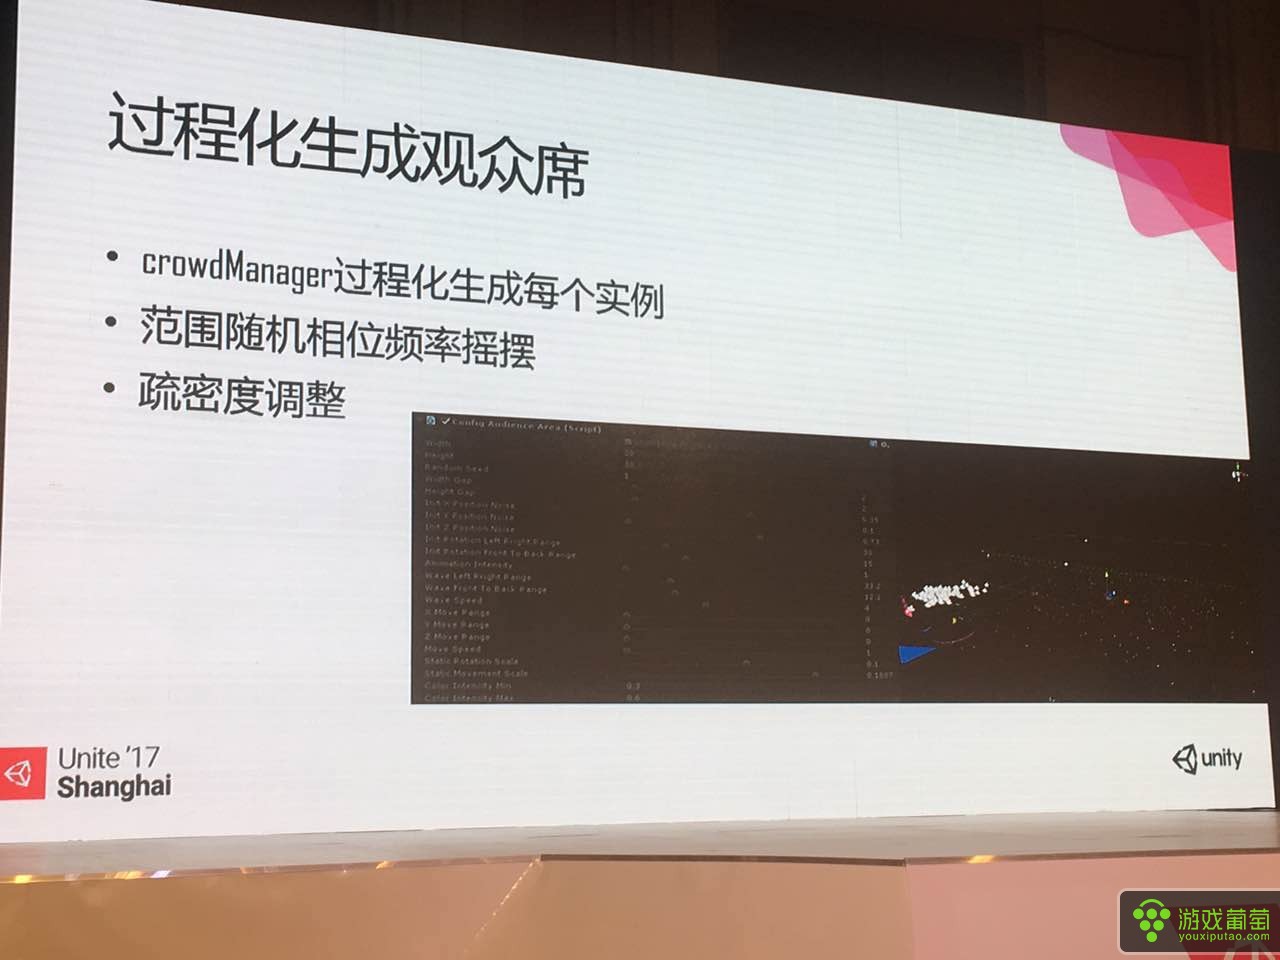 过程化生成观众席
• crowdManager过程化生成每个实例
• 范围随机相位频率摇摆
• 疏密度调整
Config Audience Area (Script)
Width
Height
Random Seed
Width Gap
Height Gap
Init X Position Noise
Init Y Position Noise
Init Z Position Noise
Init Rotation Left Right Range
Init Rotation Front To Back Range
Animation Intensity
Wave Left Right Range
Wave Front To Back Range
Wave Speed
X Move Range
Y Move Range
Z Move Range
Move Speed
Static Rotation Scale
Static Movement Scale
Color Intensity Min 0.3
Color Intensity Max 0.6
Unite '17
Shanghai
unity
游戏葡萄
youxiputao.com